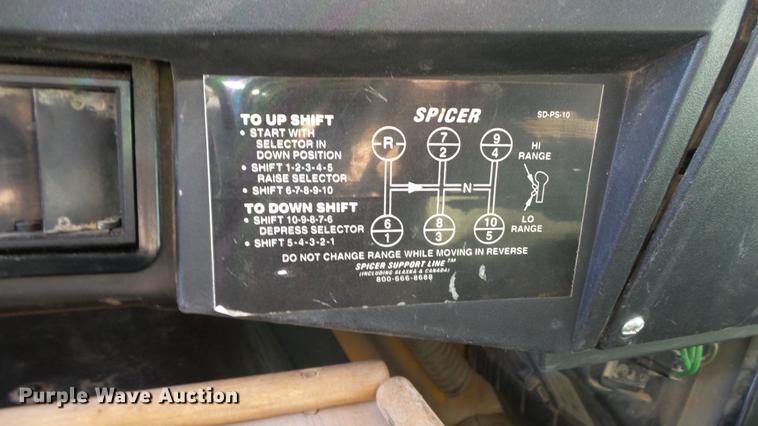 SPICER
SD-PS-10
TO UP SHIFT
• START WITH
SELECTOR IN
DOWN POSITION
• SHIFT 1-2-3-4-5
RAISE SELECTOR
• SHIFT 6-7-8-9-10
TO DOWN SHIFT
• SHIFT 10-9-8-7-6
DEPRESS SELECTOR
• SHIFT 5-4-3-2-1
R 7 9
2 4
N
6 8 10
1 3 5
HI
RANGE
LO
RANGE
DO NOT CHANGE RANGE WHILE MOVING IN REVERSE
SPICER SUPPORT LINE™
(INCLUDING ALASKA & CANADA)
800-666-8688
Purple Wave Auction